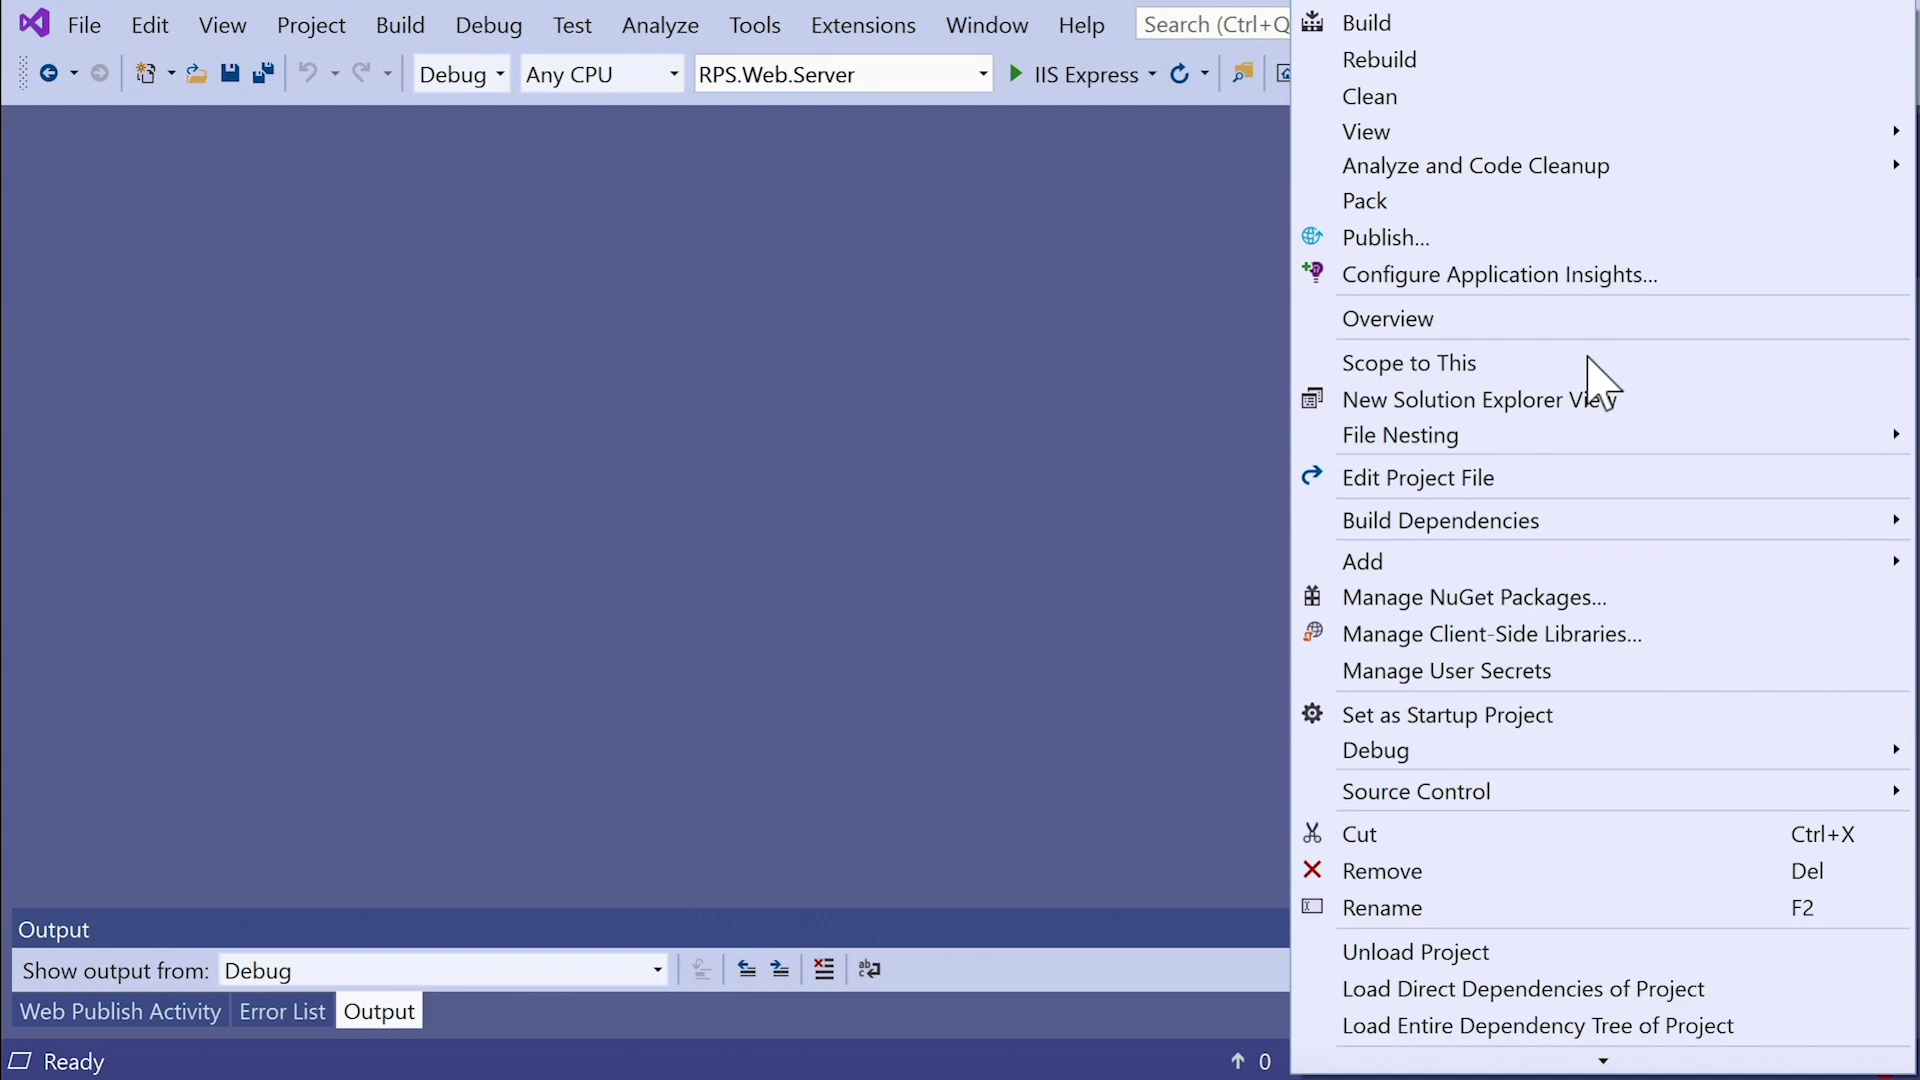 File Edit View Project Build Debug Test Analyze Tools Extensions Window Help Search (Ctrl+Q
Debug Any CPU RPS.Web.Server IIS Express
Build
Rebuild
Clean
View
Analyze and Code Cleanup
Pack
Publish...
Configure Application Insights...
Overview
Scope to This
New Solution Explorer View
File Nesting
Edit Project File
Build Dependencies
Add
Manage NuGet Packages...
Manage Client-Side Libraries...
Manage User Secrets
Set as Startup Project
Debug
Source Control
Cut Ctrl+X
Remove Del
Rename F2
Unload Project
Load Direct Dependencies of Project
Load Entire Dependency Tree of Project
Output
Show output from: Debug
Web Publish Activity Error List Output
Ready 0